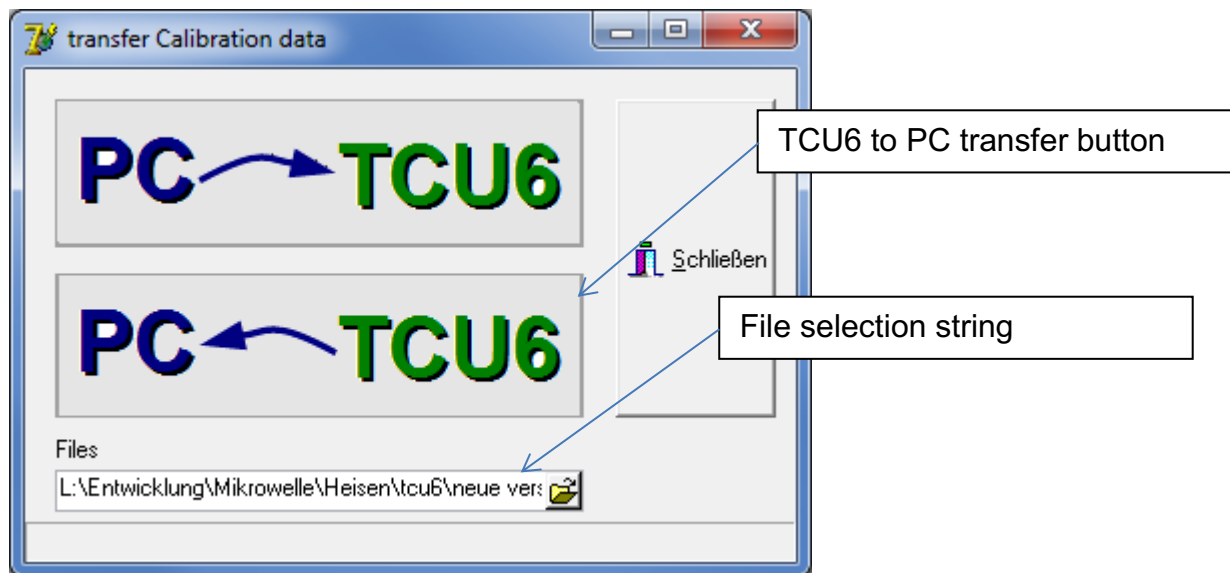 transfer Calibration data
PC TCU6
TCU6 to PC transfer button
Schließen
PC TCU6
File selection string
Files
L:\Entwicklung\Mikrowelle\Heisen\tcu6\neue vers